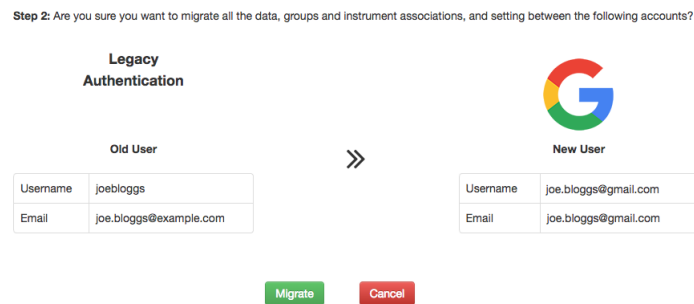 Step 2: Are you sure you want to migrate all the data, groups and instrument associations, and setting between the following accounts?
Legacy
Authentication
Old User
New User
Username joebloggs
Email joe.bloggs@example.com
Username joe.bloggs@gmail.com
Email joe.bloggs@gmail.com
Migrate Cancel